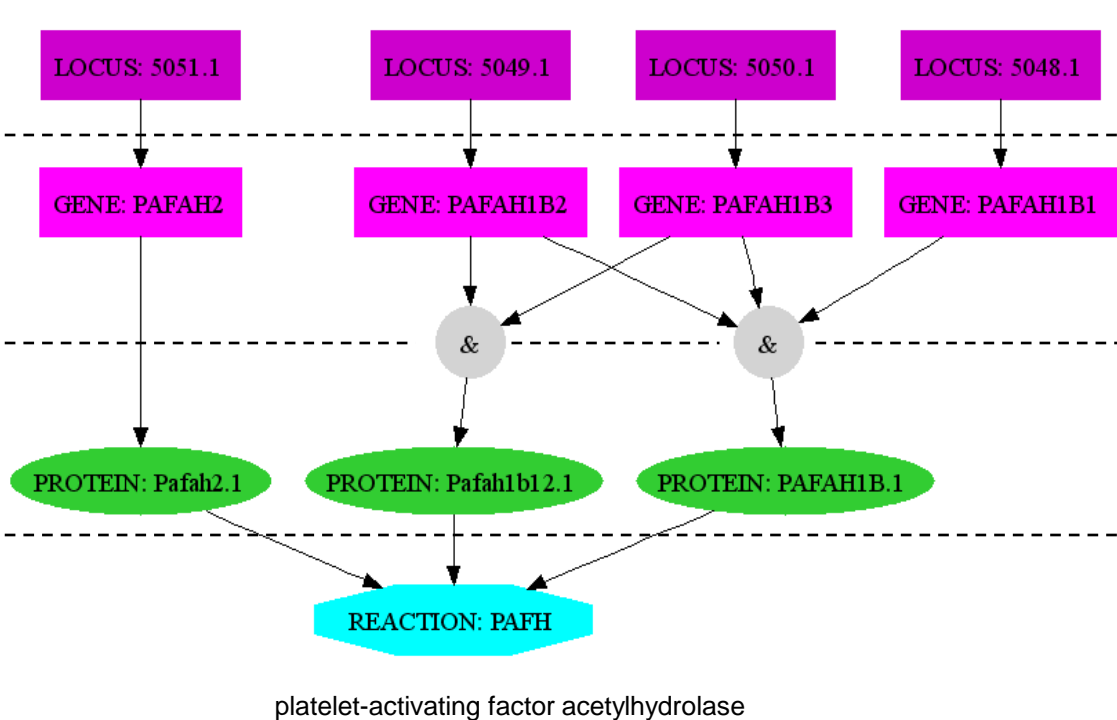 LOCUS: 5051.1
LOCUS: 5049.1
LOCUS: 5050.1
LOCUS: 5048.1
GENE: PAFAH2
GENE: PAFAH1B2
GENE: PAFAH1B3
GENE: PAFAH1B1
&
&
PROTEIN: Pafah2.1
PROTEIN: Pafah1b12.1
PROTEIN: PAFAH1B.1
REACTION: PAFH
platelet-activating factor acetylhydrolase